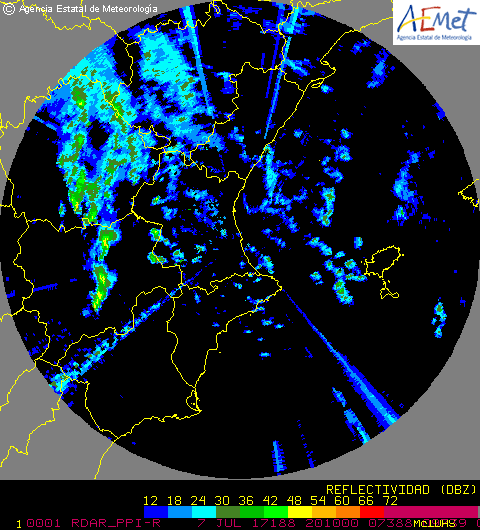 © Agencia Estatal de Meteorología
AEMet
Agencia Estatal de Meteorología
REFLECTIVIDAD (DBZ)
12 18 24 30 36 42 48 54 60 66 72
1 0001 RDAR_PPI-R 7 JUL 17188 201000